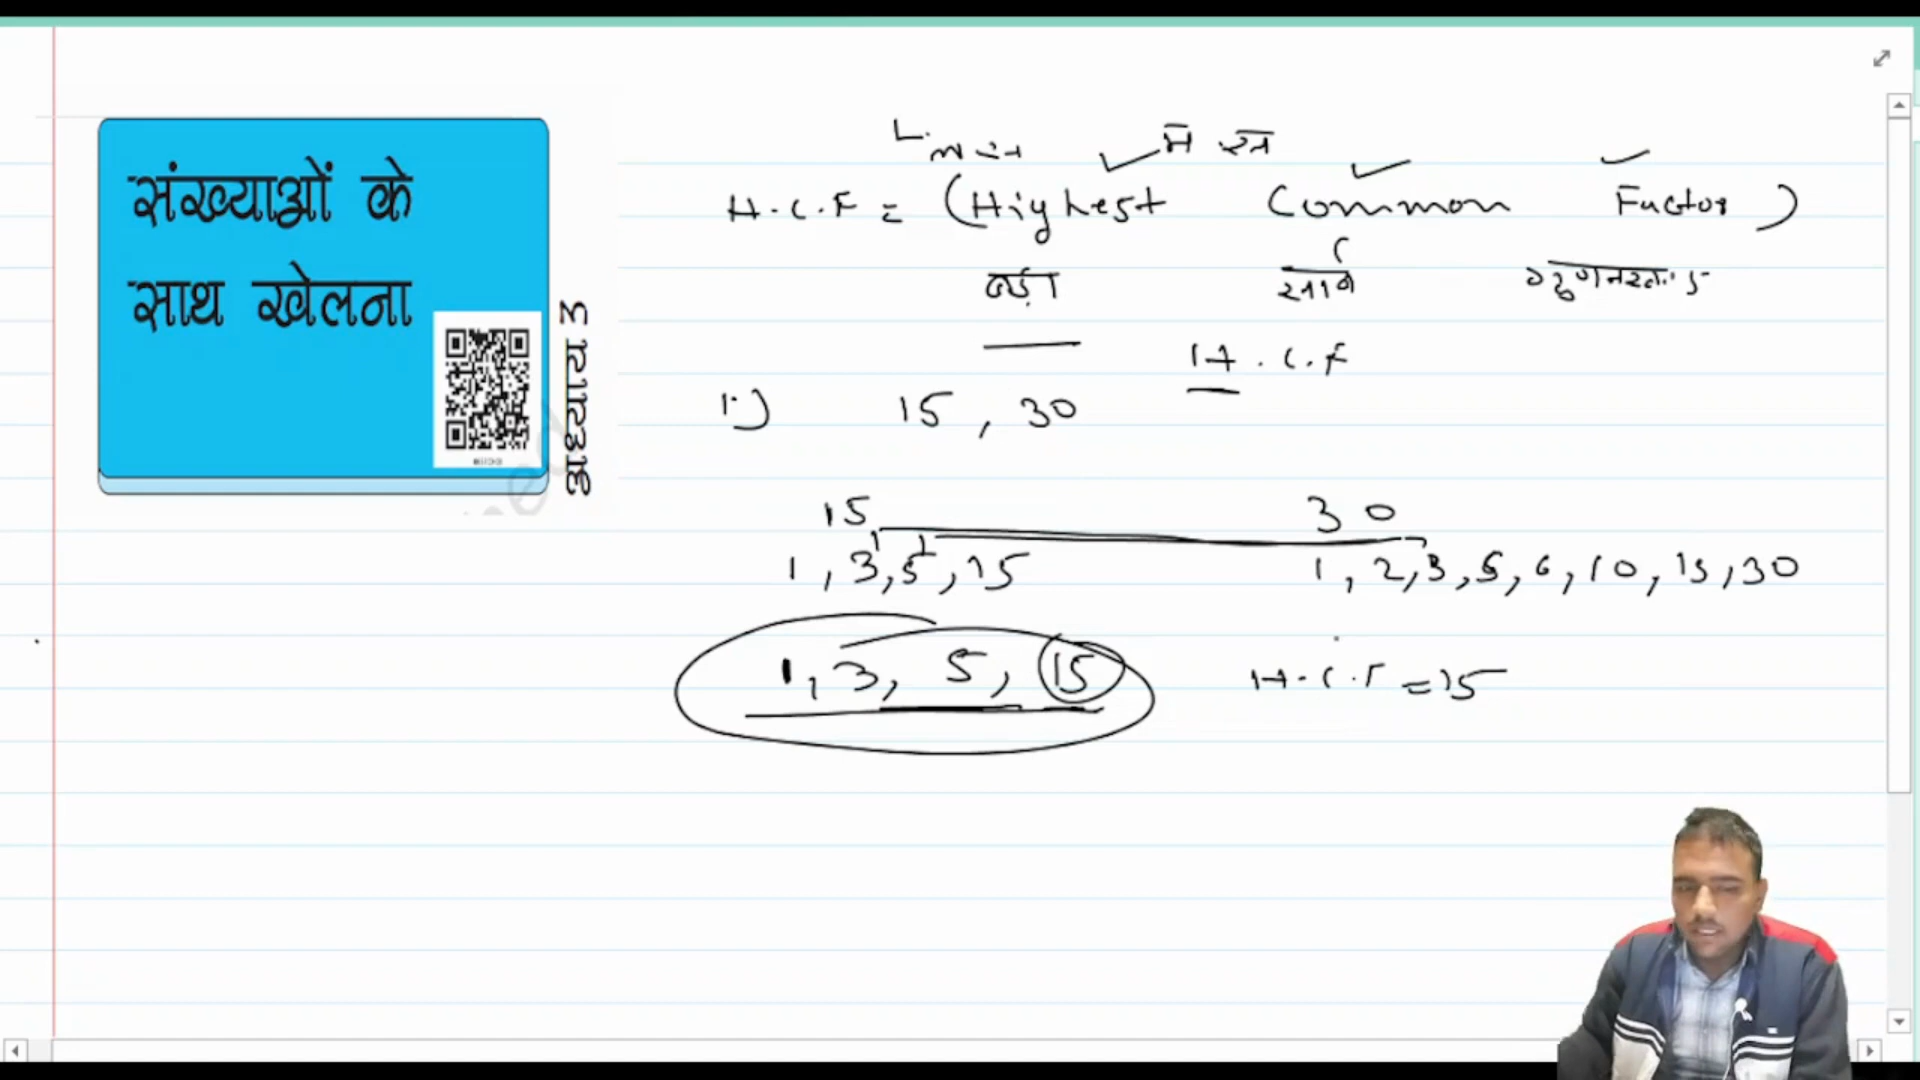 संख्याओं के
साथ खेलना
अध्याय 3
H.C.F = (Highest Common Factor)
बड़ा
H.C.F
1) 15, 30
15 30
1, 3, 5, 15 1, 2, 3, 5, 6, 10, 15, 30
1, 3, 5, 15 H.C.F = 15